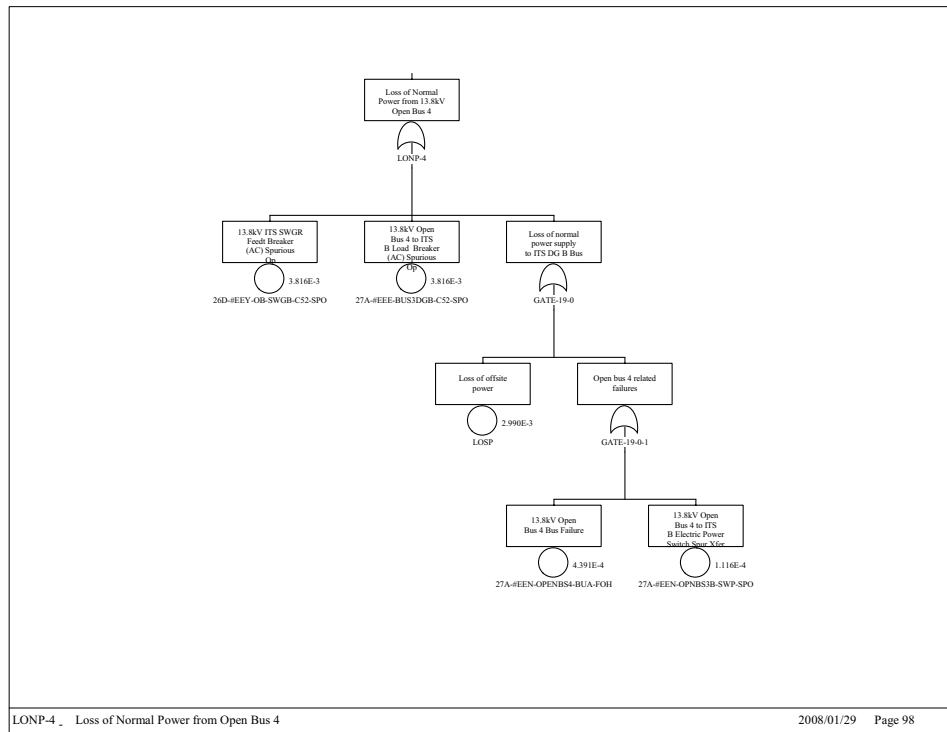 Loss of Normal
Power from 13.8kV
Open Bus 4
LONP-4
13.8kV ITS SWGR
Feedt Breaker
(AC) Spurious
Op
3.816E-3
26D-#EEY-OB-SWGB-C52-SPO
13.8kV Open
Bus 4 to ITS
B Load Breaker
(AC) Spurious
Op
3.816E-3
27A-#EEE-BUS3DGB-C52-SPO
Loss of normal
power supply
to ITS DG B Bus
GATE-19-0
Loss of offsite
power
2.990E-3
LOSP
Open bus 4 related
failures
GATE-19-0-1
13.8kV Open
Bus 4 Bus Failure
4.391E-4
27A-#EEN-OPENBS4-BUA-FOH
13.8kV Open
Bus 4 to ITS
B Electric Power
Switch Spur Xfer
1.116E-4
27A-#EEN-OPNBS3B-SWP-SPO
LONP-4 _ Loss of Normal Power from Open Bus 4
2008/01/29 Page 98